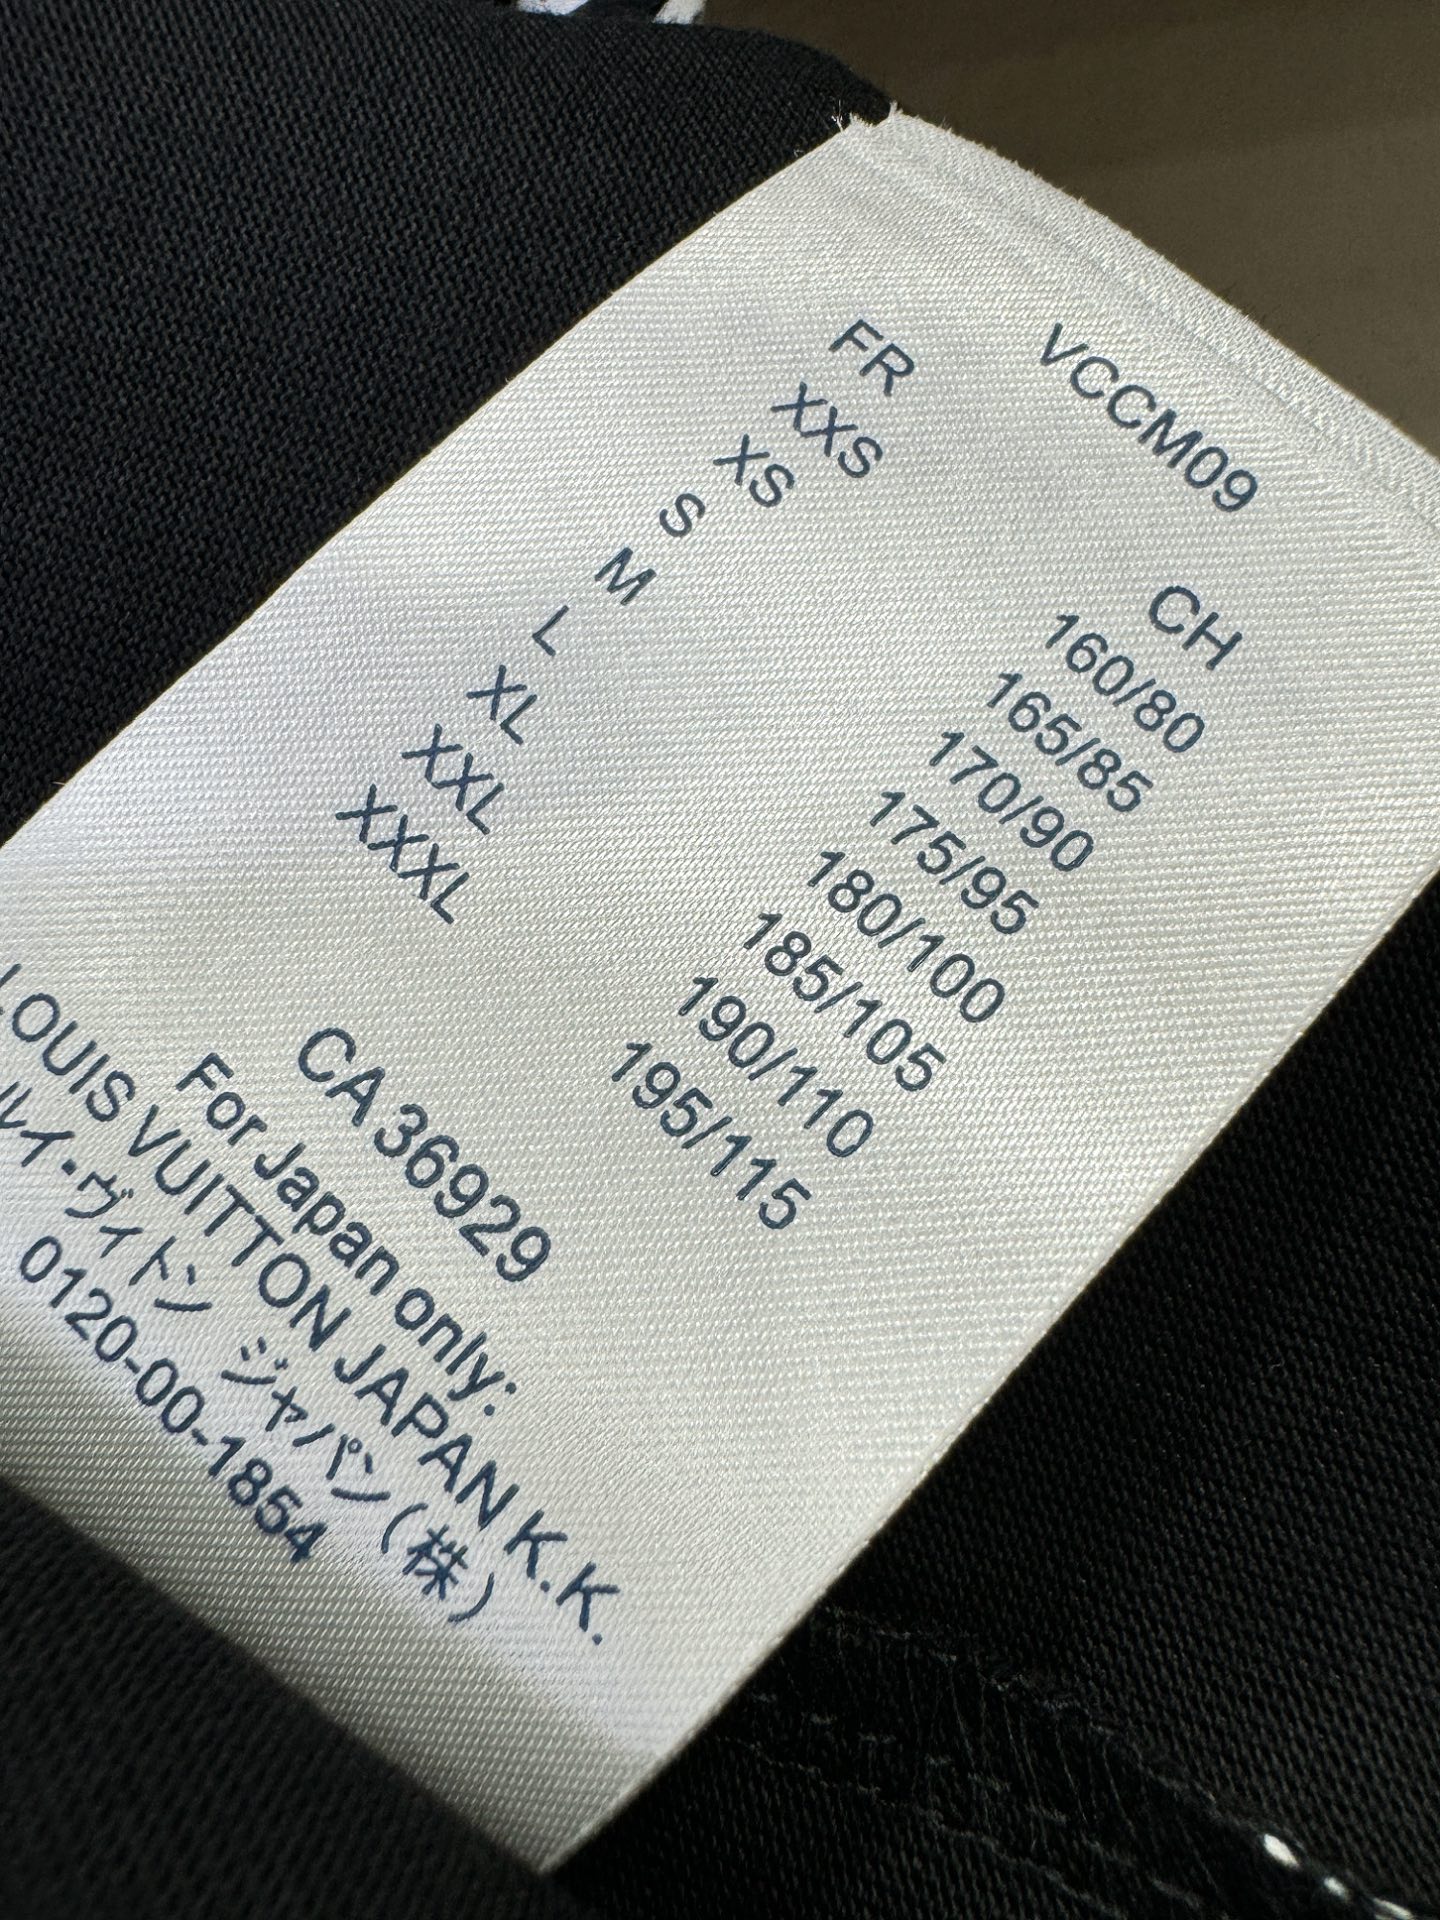 VCCM09
FR CH
XXS 160/80
XS 165/85
S 170/90
M 175/95
L 180/100
XL 185/105
XXL 190/110
XXXL 195/115
CA 36929
For Japan only:
LOUIS VUITTON JAPAN K.K.
ルイ・ヴィトン ジャパン(株)
0120-00-1854